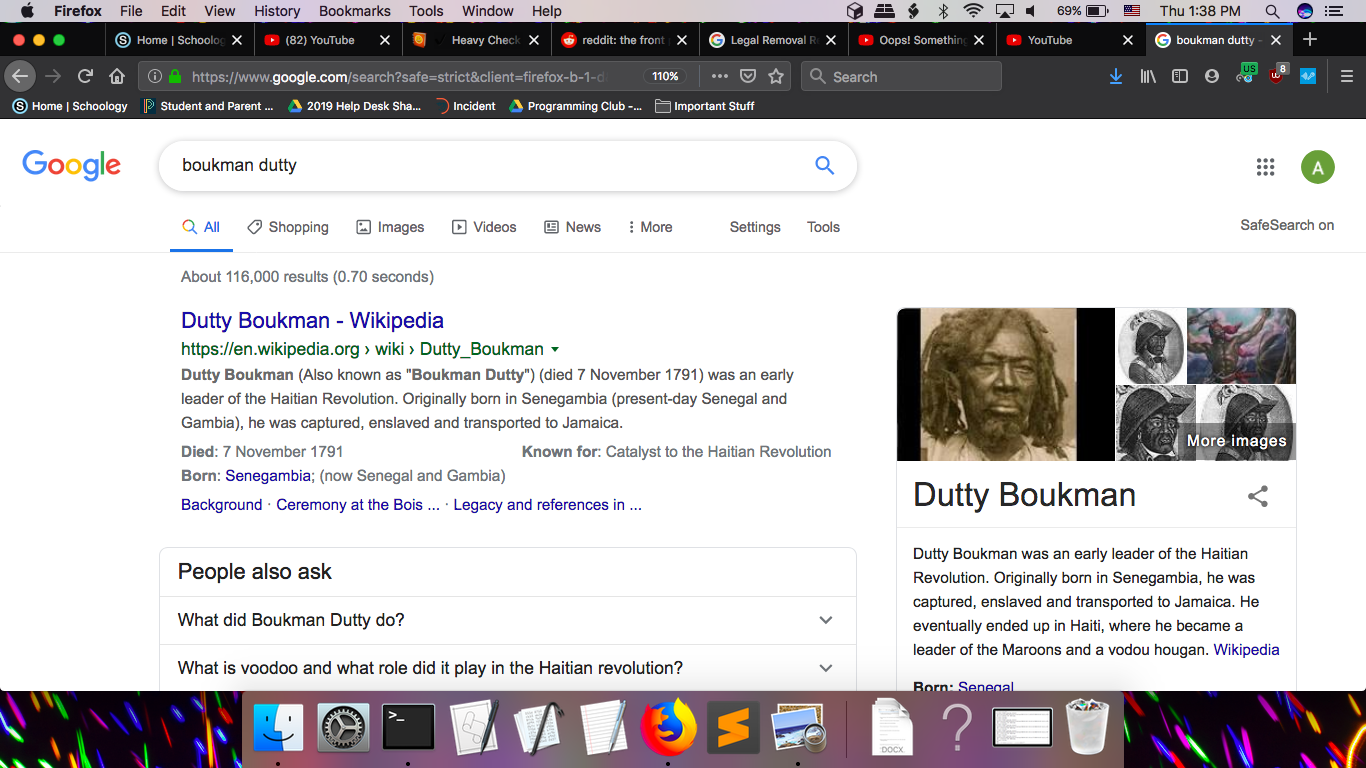 Firefox File Edit View History Bookmarks Tools Window Help 69% Thu 1:38 PM
Home | Schoolog (82) YouTube Heavy Check reddit: the front Legal Removal R Oops! Something YouTube boukman dutty -
https://www.google.com/search?safe=strict&client=firefox-b-1-d 110% Search US 8
Home | Schoology Student and Parent ... 2019 Help Desk Sha... Incident Programming Club -... Important Stuff
Google boukman dutty A
All Shopping Images Videos News More Settings Tools SafeSearch on
About 116,000 results (0.70 seconds)
Dutty Boukman - Wikipedia
https://en.wikipedia.org › wiki › Dutty_Boukman
Dutty Boukman (Also known as "Boukman Dutty") (died 7 November 1791) was an early
leader of the Haitian Revolution. Originally born in Senegambia (present-day Senegal and
Gambia), he was captured, enslaved and transported to Jamaica.
Died: 7 November 1791 Known for: Catalyst to the Haitian Revolution
Born: Senegambia; (now Senegal and Gambia)
Background · Ceremony at the Bois ... · Legacy and references in ...
People also ask
What did Boukman Dutty do?
What is voodoo and what role did it play in the Haitian revolution?
More images
Dutty Boukman
Dutty Boukman was an early leader of the Haitian
Revolution. Originally born in Senegambia, he was
captured, enslaved and transported to Jamaica. He
eventually ended up in Haiti, where he became a
leader of the Maroons and a vodou hougan. Wikipedia
Born: Senegal
>_
DOCX